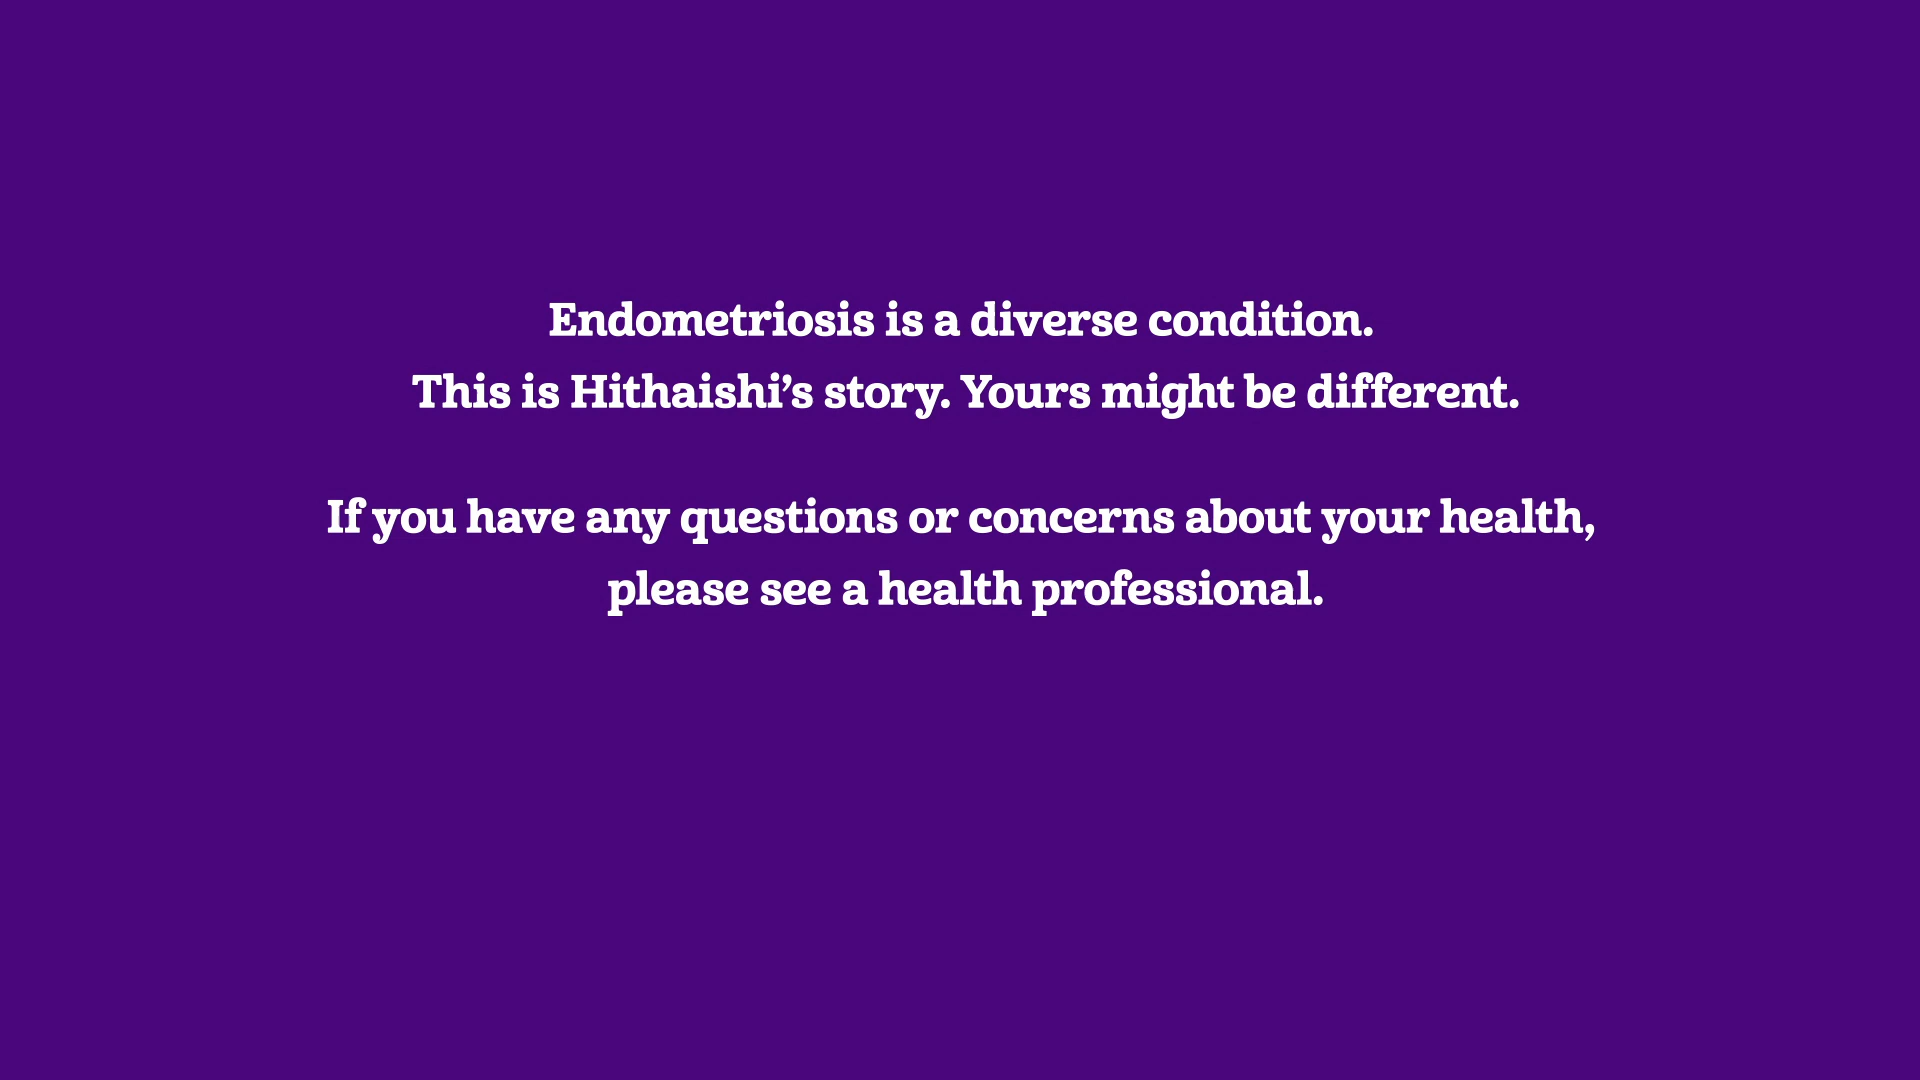 Endometriosis is a diverse condition.
This is Hithaishi’s story. Yours might be different.
If you have any questions or concerns about your health,
please see a health professional.